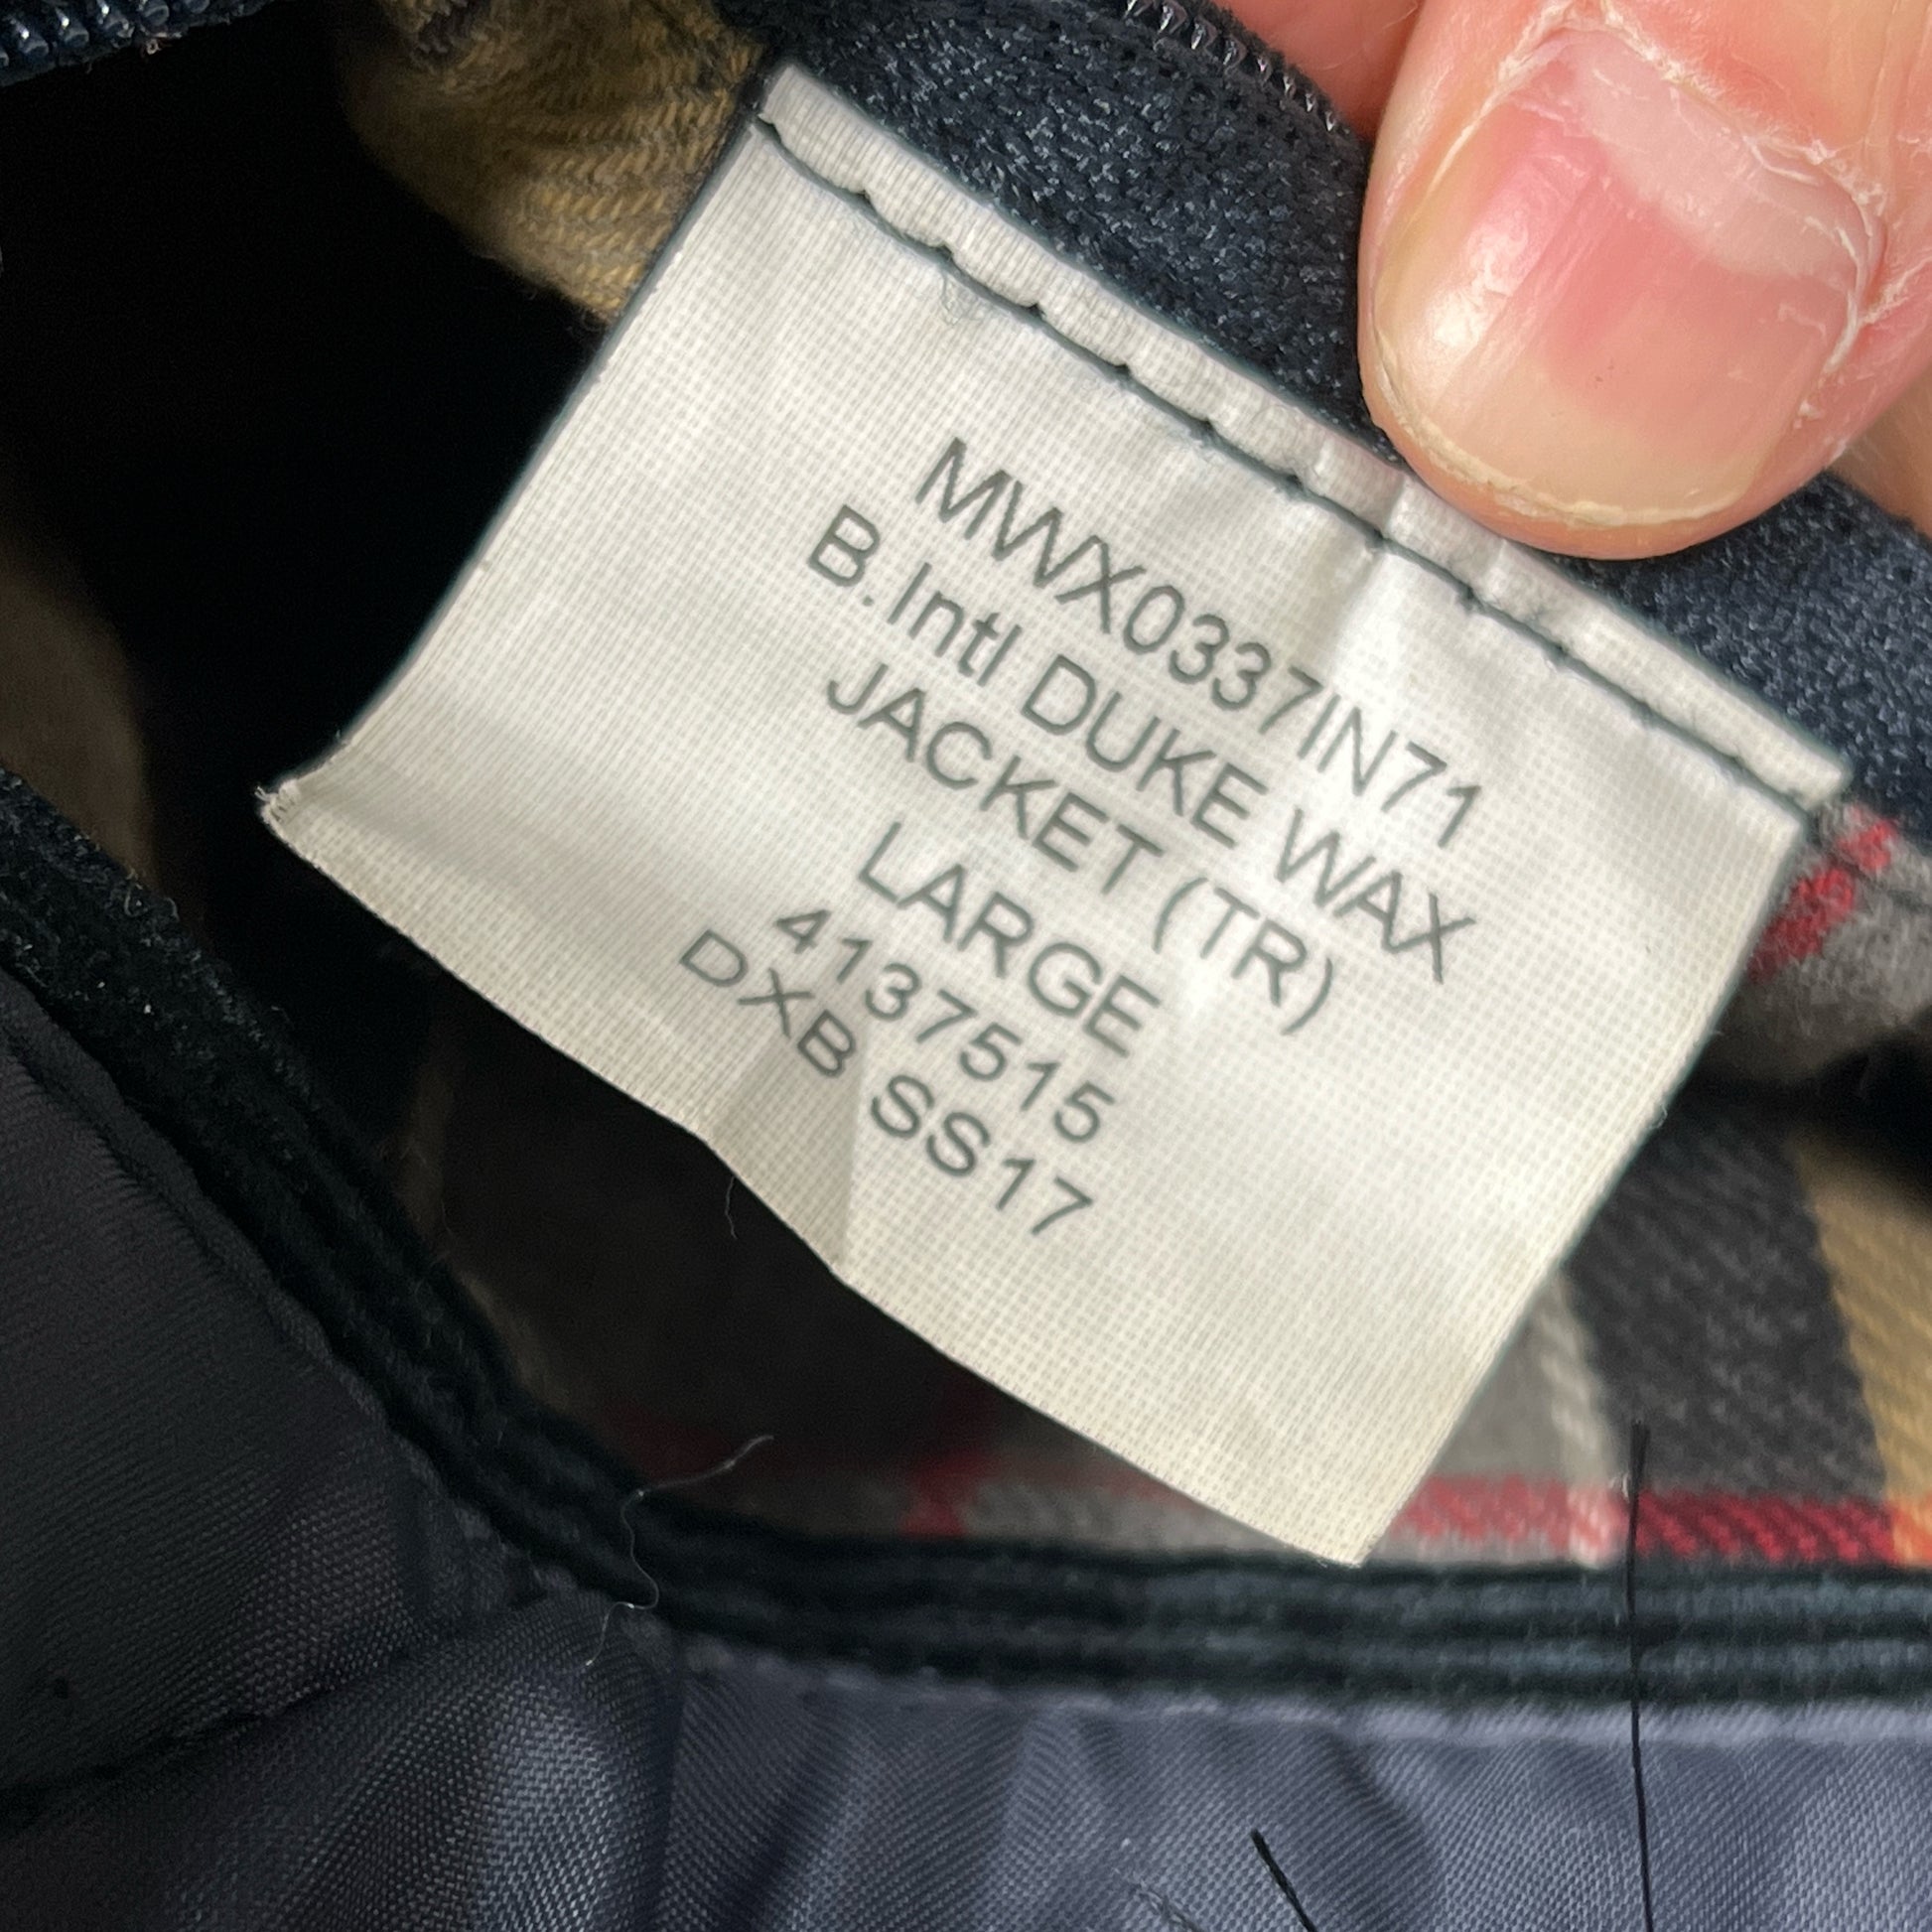 MWX0337IN71
B.Intl DUKE WAX
JACKET (TR)
LARGE
4137515
DXB SS17